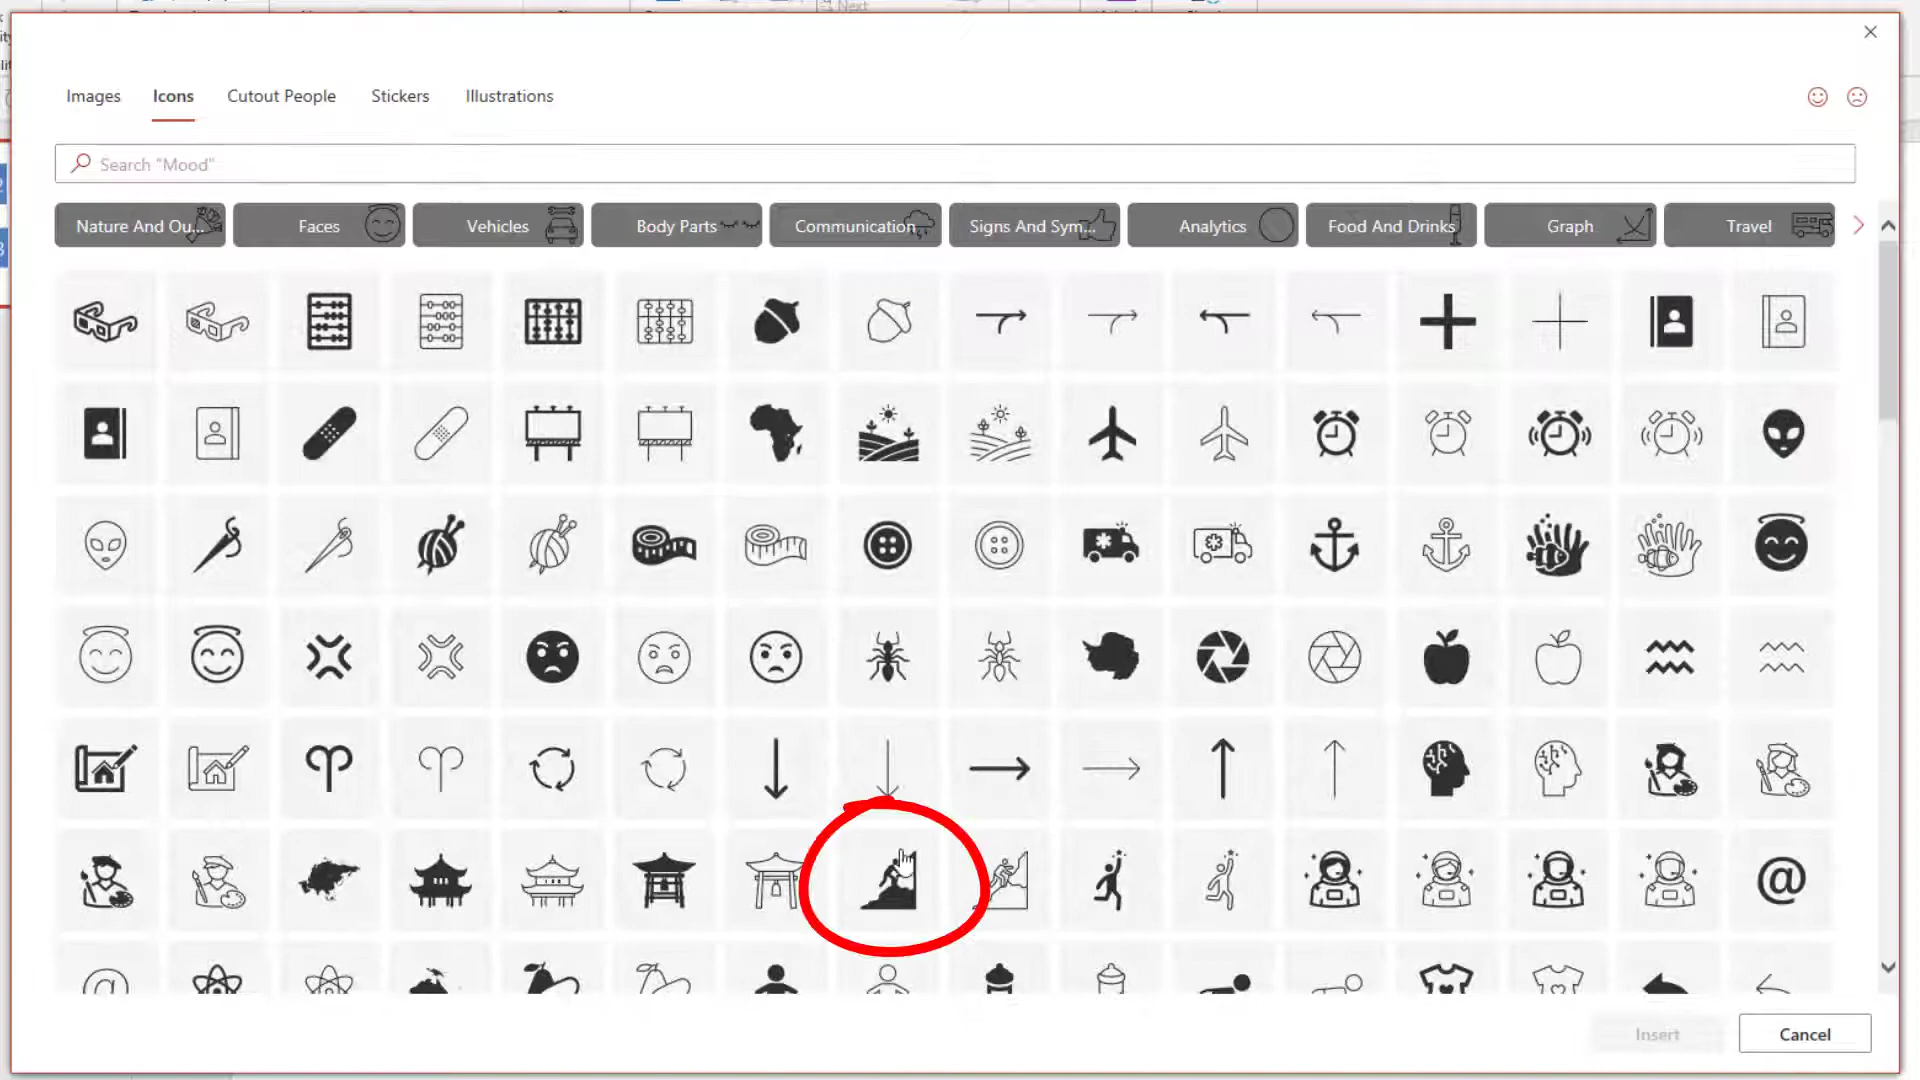 Next
Images Icons Cutout People Stickers Illustrations
Search "Mood"
Nature And Ou... Faces Vehicles Body Parts Communication Signs And Sym... Analytics Food And Drinks Graph Travel
@
@
Insert Cancel